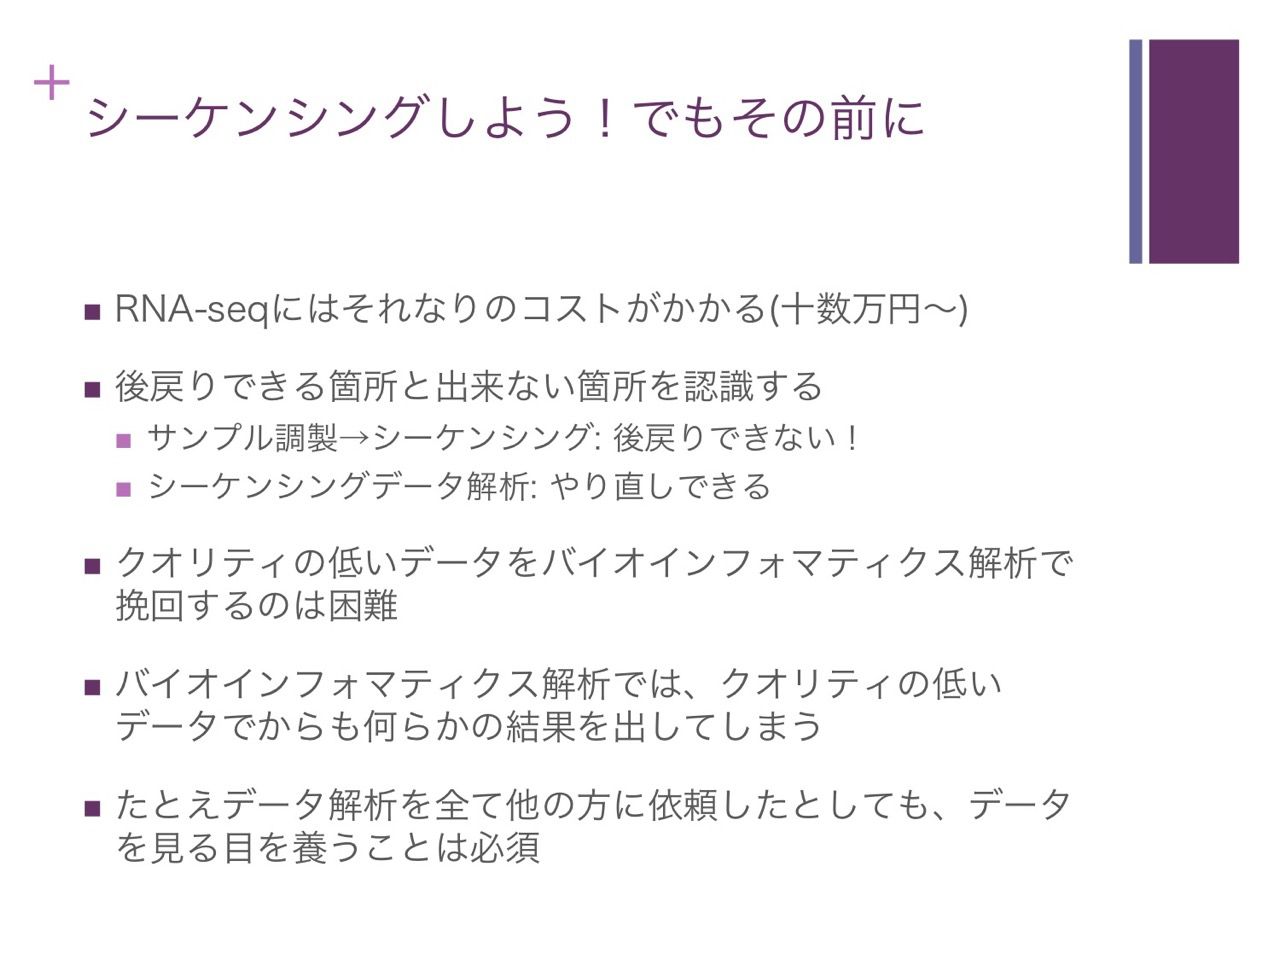 シーケンシングしよう！でもその前に
RNA-seqにはそれなりのコストがかかる(十数万円〜)
後戻りできる箇所と出来ない箇所を認識する
サンプル調製→シーケンシング: 後戻りできない！
シーケンシングデータ解析: やり直しできる
クオリティの低いデータをバイオインフォマティクス解析で
挽回するのは困難
バイオインフォマティクス解析では、クオリティの低い
データでからも何らかの結果を出してしまう
たとえデータ解析を全て他の方に依頼したとしても、データ
を見る目を養うことは必須